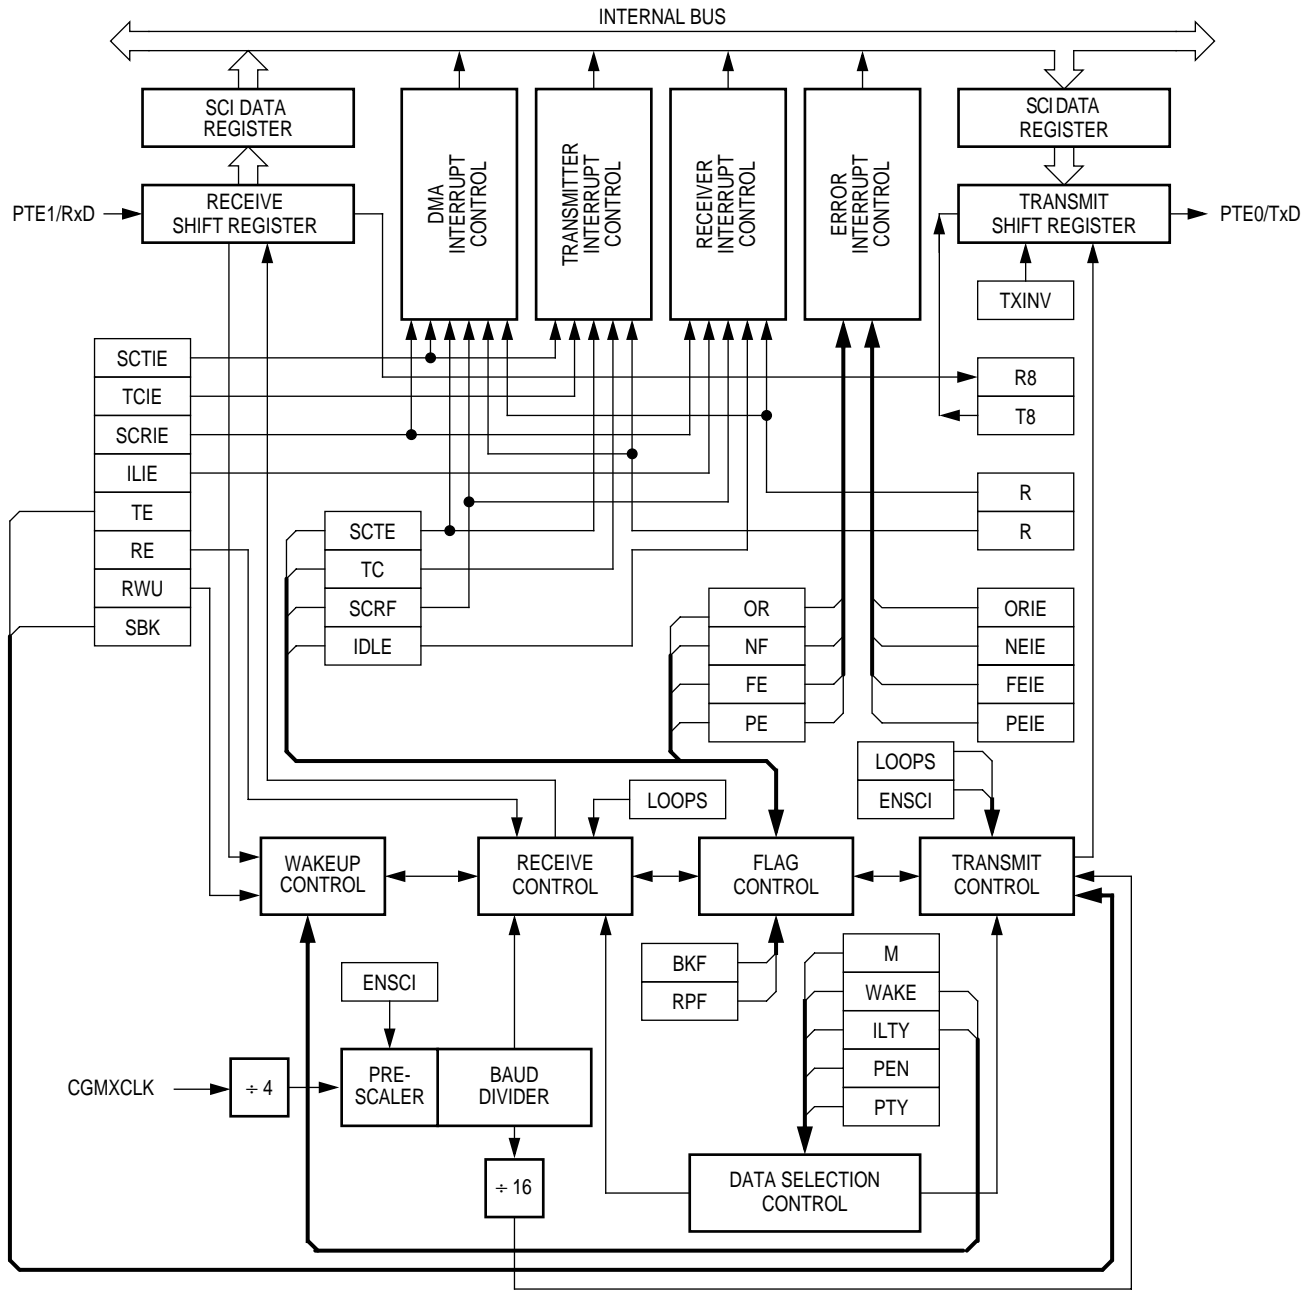 INTERNAL BUS
SCI DATA
REGISTER
SCI DATA
REGISTER
DMA
INTERRUPT
CONTROL
TRANSMITTER
INTERRUPT
CONTROL
RECEIVER
INTERRUPT
CONTROL
ERROR
INTERRUPT
CONTROL
PTE1/RxD
RECEIVE
SHIFT REGISTER
TRANSMIT
SHIFT REGISTER
PTE0/TxD
TXINV
SCTIE
TCIE
SCRIE
ILIE
TE
RE
RWU
SBK
R8
T8
R
R
SCTE
TC
SCRF
IDLE
OR
NF
FE
PE
ORIE
NEIE
FEIE
PEIE
LOOPS
ENSCI
LOOPS
WAKEUP
CONTROL
RECEIVE
CONTROL
FLAG
CONTROL
TRANSMIT
CONTROL
BKF
RPF
M
WAKE
ILTY
PEN
PTY
ENSCI
CGMXCLK
÷ 4
PRE-
SCALER
BAUD
DIVIDER
÷ 16
DATA SELECTION
CONTROL